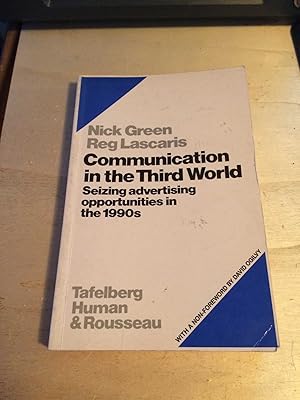 Nick Green
Reg Lascaris
Communication
in the Third World
Seizing advertising
opportunities in
the 1990s
Tafelberg
Human
& Rousseau
WITH A NON-FOREWORD BY DAVID OGILVY